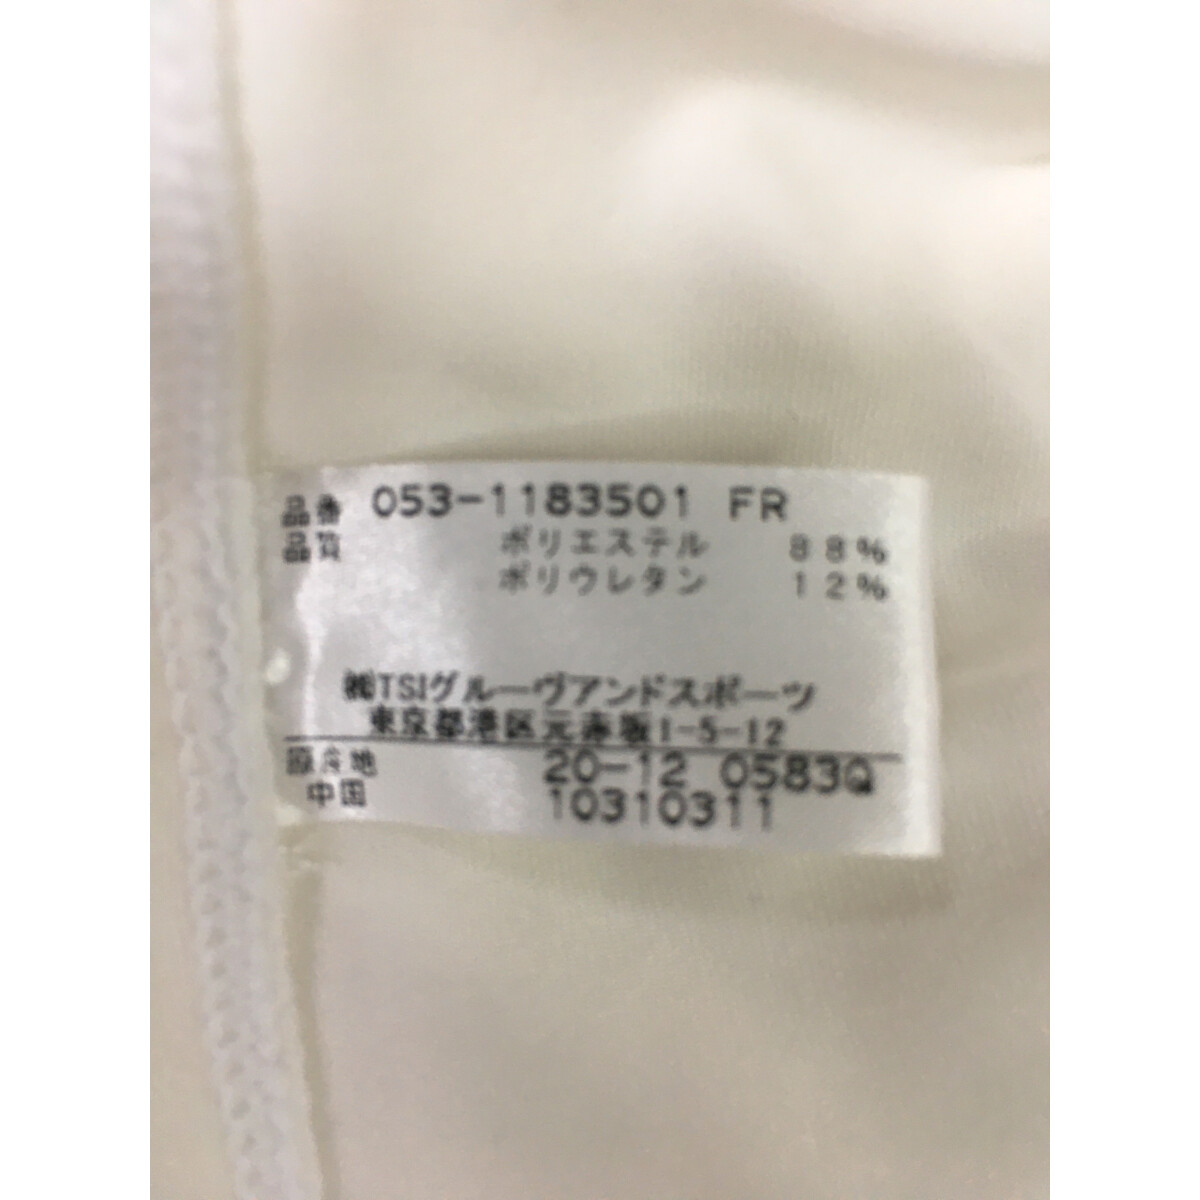 品番 053-1183501 FR
品質 ポリエステル 88%
ポリウレタン 12%
㈱TSIグルーヴアンドスポーツ
東京都港区元赤坂1-5-12
原産地 20-12 0583Q
中国 10310311